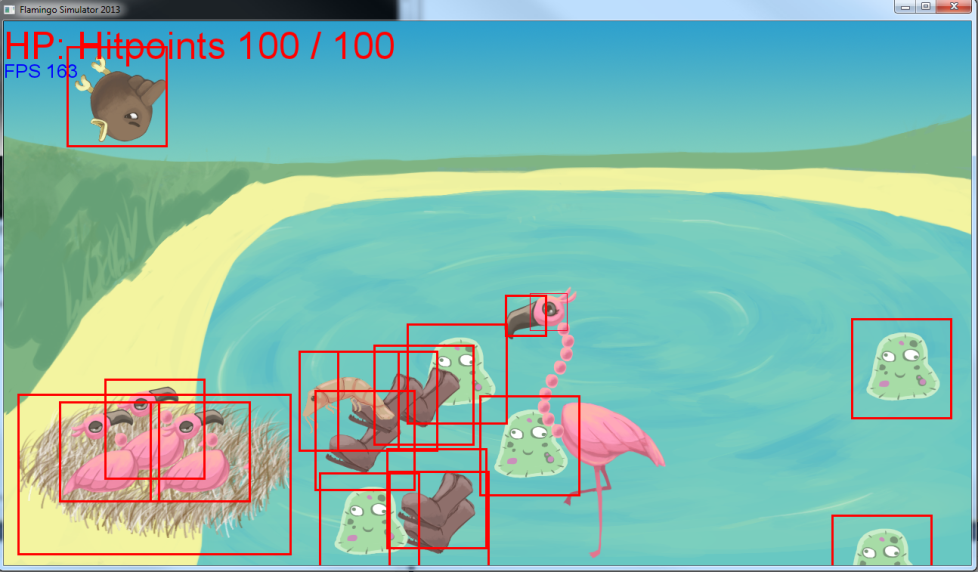 Flamingo Simulator 2013
HP: Hitpoints 100 / 100
FPS 163